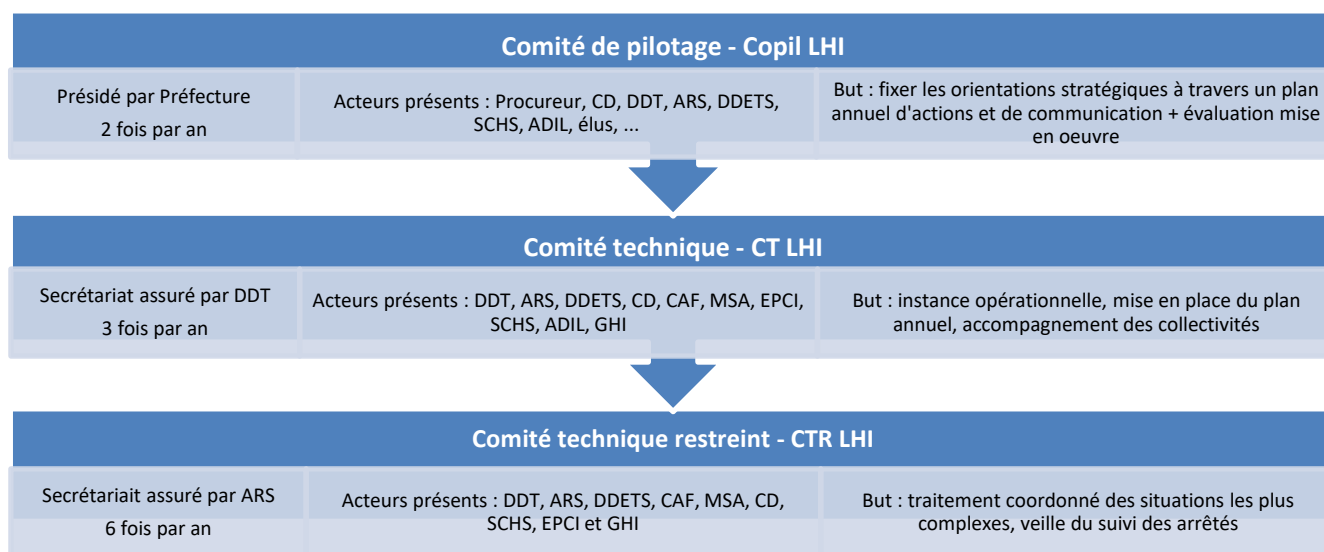 Comité de pilotage - Copil LHI
Présidé par Préfecture
2 fois par an
Acteurs présents : Procureur, CD, DDT, ARS, DDETS,
SCHS, ADIL, élus, ...
But : fixer les orientations stratégiques à travers un plan
annuel d'actions et de communication + évaluation mise
en oeuvre
Comité technique - CT LHI
Secrétariat assuré par DDT
3 fois par an
Acteurs présents : DDT, ARS, DDETS, CD, CAF, MSA, EPCI,
SCHS, ADIL, GHI
But : instance opérationnelle, mise en place du plan
annuel, accompagnement des collectivités
Comité technique restreint - CTR LHI
Secrétariait assuré par ARS
6 fois par an
Acteurs présents : DDT, ARS, DDETS, CAF, MSA, CD,
SCHS, EPCI et GHI
But : traitement coordonné des situations les plus
complexes, veille du suivi des arrêtés